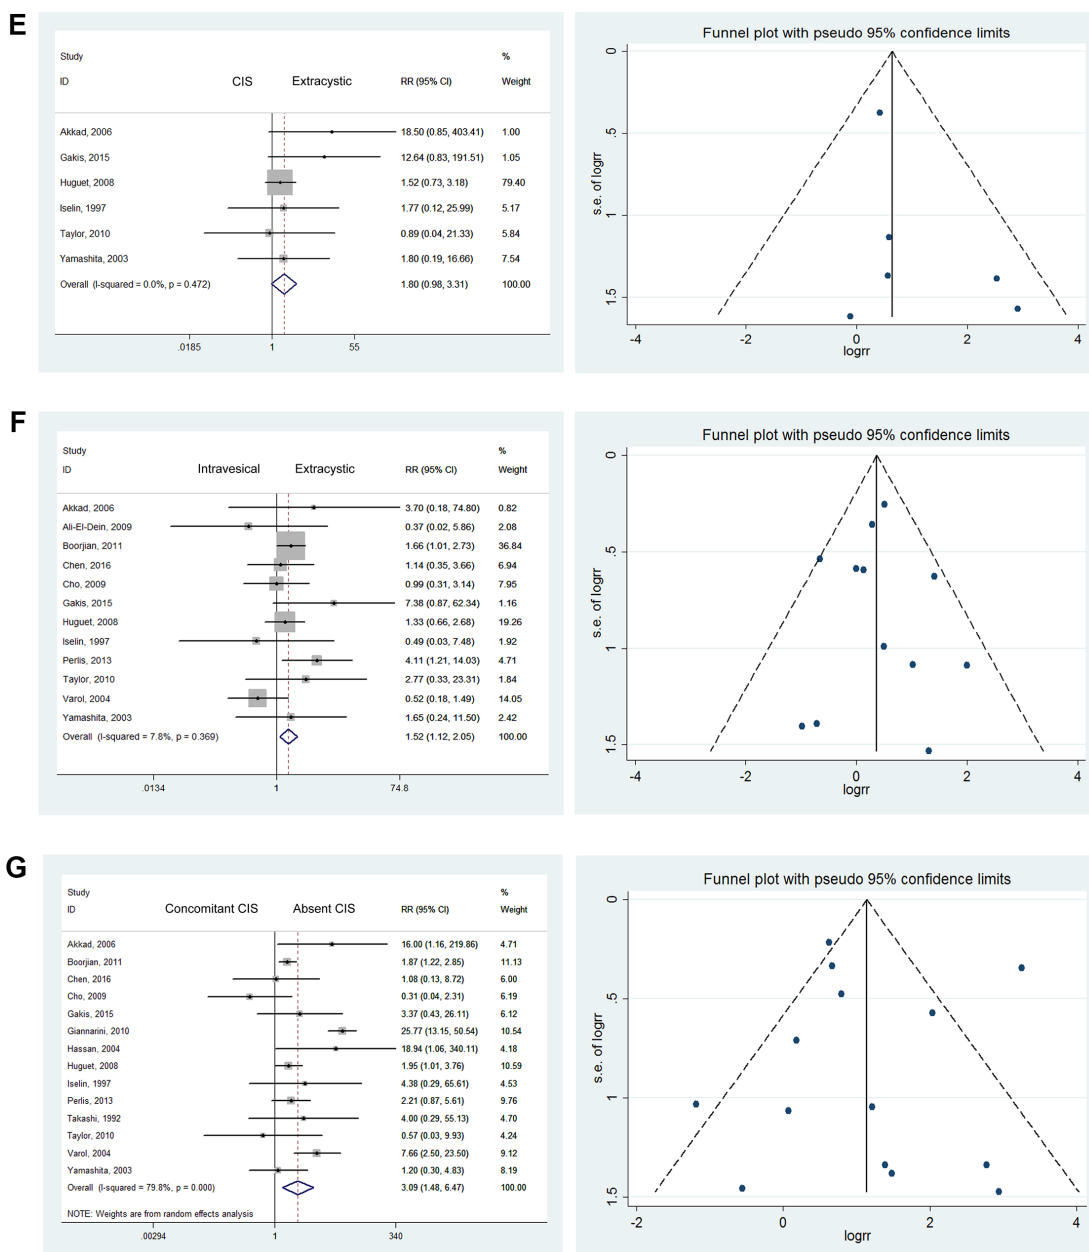 E
Study %
ID CIS Extracystic RR (95% CI) Weight
Akkad, 2006 18.50 (0.85, 403.41) 1.00
Gakis, 2015 12.64 (0.83, 191.51) 1.05
Huguet, 2008 1.52 (0.73, 3.18) 79.40
Iselin, 1997 1.77 (0.12, 25.99) 5.17
Taylor, 2010 0.89 (0.04, 21.33) 5.84
Yamashita, 2003 1.80 (0.19, 16.66) 7.54
Overall (I-squared = 0.0%, p = 0.472) 1.80 (0.98, 3.31) 100.00
.0185 1 55
Funnel plot with pseudo 95% confidence limits
s.e. of logrr
0
.5
1
1.5
-4 -2 0 2 4
logrr
F
Study %
ID Intravesical Extracystic RR (95% CI) Weight
Akkad, 2006 3.70 (0.18, 74.80) 0.82
Ali-El-Dein, 2009 0.37 (0.02, 5.86) 2.08
Boorjian, 2011 1.66 (1.01, 2.73) 36.84
Chen, 2016 1.14 (0.35, 3.66) 6.94
Cho, 2009 0.99 (0.31, 3.14) 7.95
Gakis, 2015 7.38 (0.87, 62.34) 1.16
Huguet, 2008 1.33 (0.66, 2.68) 19.26
Iselin, 1997 0.49 (0.03, 7.48) 1.92
Perlis, 2013 4.11 (1.21, 14.03) 4.71
Taylor, 2010 2.77 (0.33, 23.31) 1.84
Varol, 2004 0.52 (0.18, 1.49) 14.05
Yamashita, 2003 1.65 (0.24, 11.50) 2.42
Overall (I-squared = 7.8%, p = 0.369) 1.52 (1.12, 2.05) 100.00
.0134 1 74.8
Funnel plot with pseudo 95% confidence limits
s.e. of logrr
0
.5
1
1.5
-4 -2 0 2 4
logrr
G
Study %
ID Concomitant CIS Absent CIS RR (95% CI) Weight
Akkad, 2006 16.00 (1.16, 219.86) 4.71
Boorjian, 2011 1.87 (1.22, 2.85) 11.13
Chen, 2016 1.08 (0.13, 8.72) 6.00
Cho, 2009 0.31 (0.04, 2.31) 6.19
Gakis, 2015 3.37 (0.43, 26.11) 6.12
Giannarini, 2010 25.77 (13.15, 50.54) 10.54
Hassan, 2004 18.94 (1.06, 340.11) 4.18
Huguet, 2008 1.95 (1.01, 3.76) 10.59
Iselin, 1997 4.38 (0.29, 65.61) 4.53
Perlis, 2013 2.21 (0.87, 5.61) 9.76
Takashi, 1992 4.00 (0.29, 55.13) 4.70
Taylor, 2010 0.57 (0.03, 9.93) 4.24
Varol, 2004 7.66 (2.50, 23.50) 9.12
Yamashita, 2003 1.20 (0.30, 4.83) 8.19
Overall (I-squared = 79.8%, p = 0.000) 3.09 (1.48, 6.47) 100.00
NOTE: Weights are from random effects analysis
.00294 1 340
Funnel plot with pseudo 95% confidence limits
s.e. of logrr
0
.5
1
1.5
-2 0 2 4
logrr